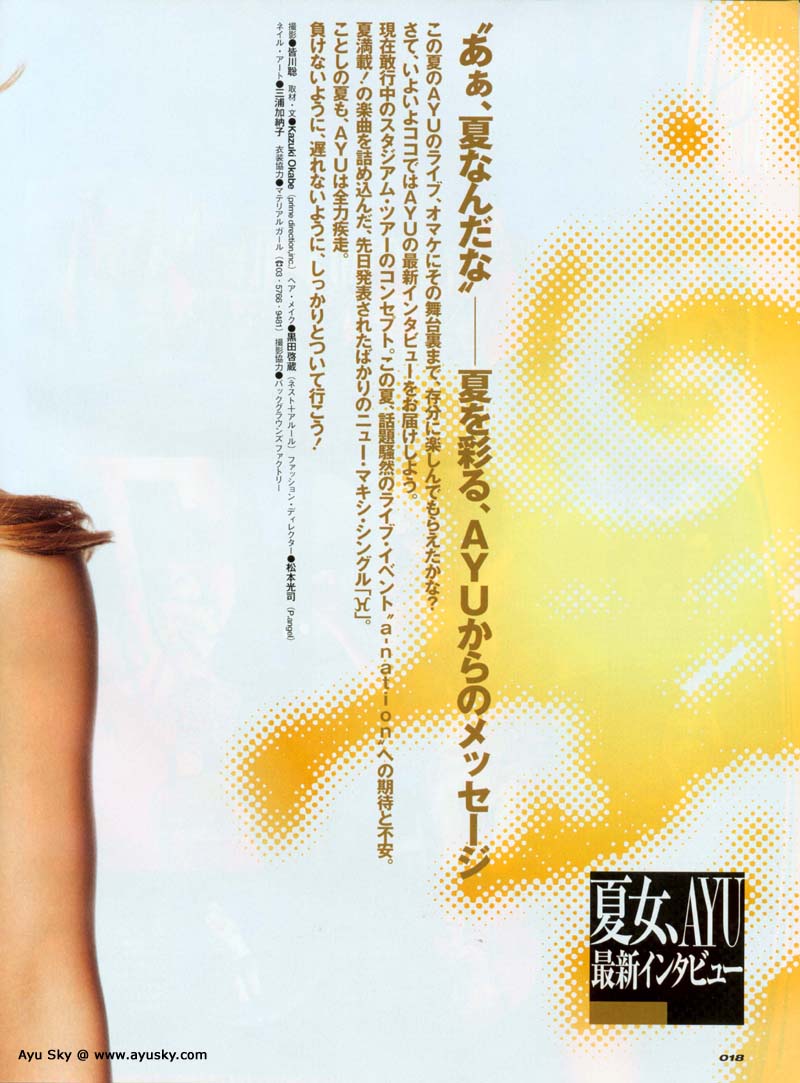 “あぁ、夏なんだな”――夏を彩る、AYUからのメッセージ
この夏のAYUのライブ、オマケにその舞台裏まで、存分に楽しんでもらえたかな?
さて、いよいよココではAYUの最新インタビューをお届けしよう。
現在敢行中のスタジアム・ツアーのコンセプト。この夏、話題騒然のライブ・イベント“a-nation”への期待と不安。
夏満載!の楽曲を詰め込んだ、先日発表されたばかりのニュー・マキシ・シングル「H」。
ことしの夏も、AYUは全力疾走。
負けないように、遅れないように、しっかりとついて行こう!
撮影●皆川聡 取材・文●Kazuki Okabe(prime direction,inc.) ヘア・メイク●黒田啓蔵(ネスト+アルール) ファッション・ディレクター●松本光司(P.angel)
ネイル・アート●三浦加納子 衣装協力●マテリアルガール(☎03・5766・9481) 撮影協力●バックグラウンズファクトリー
夏女、AYU
最新インタビュー
018
Ayu Sky @ www.ayusky.com